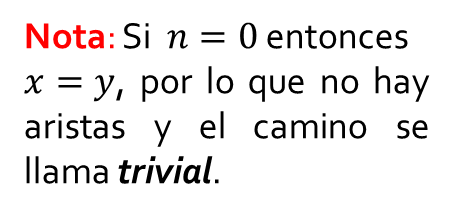 Nota: Si n = 0 entonces
x = y, por lo que no hay
aristas y el camino se
llama trivial.